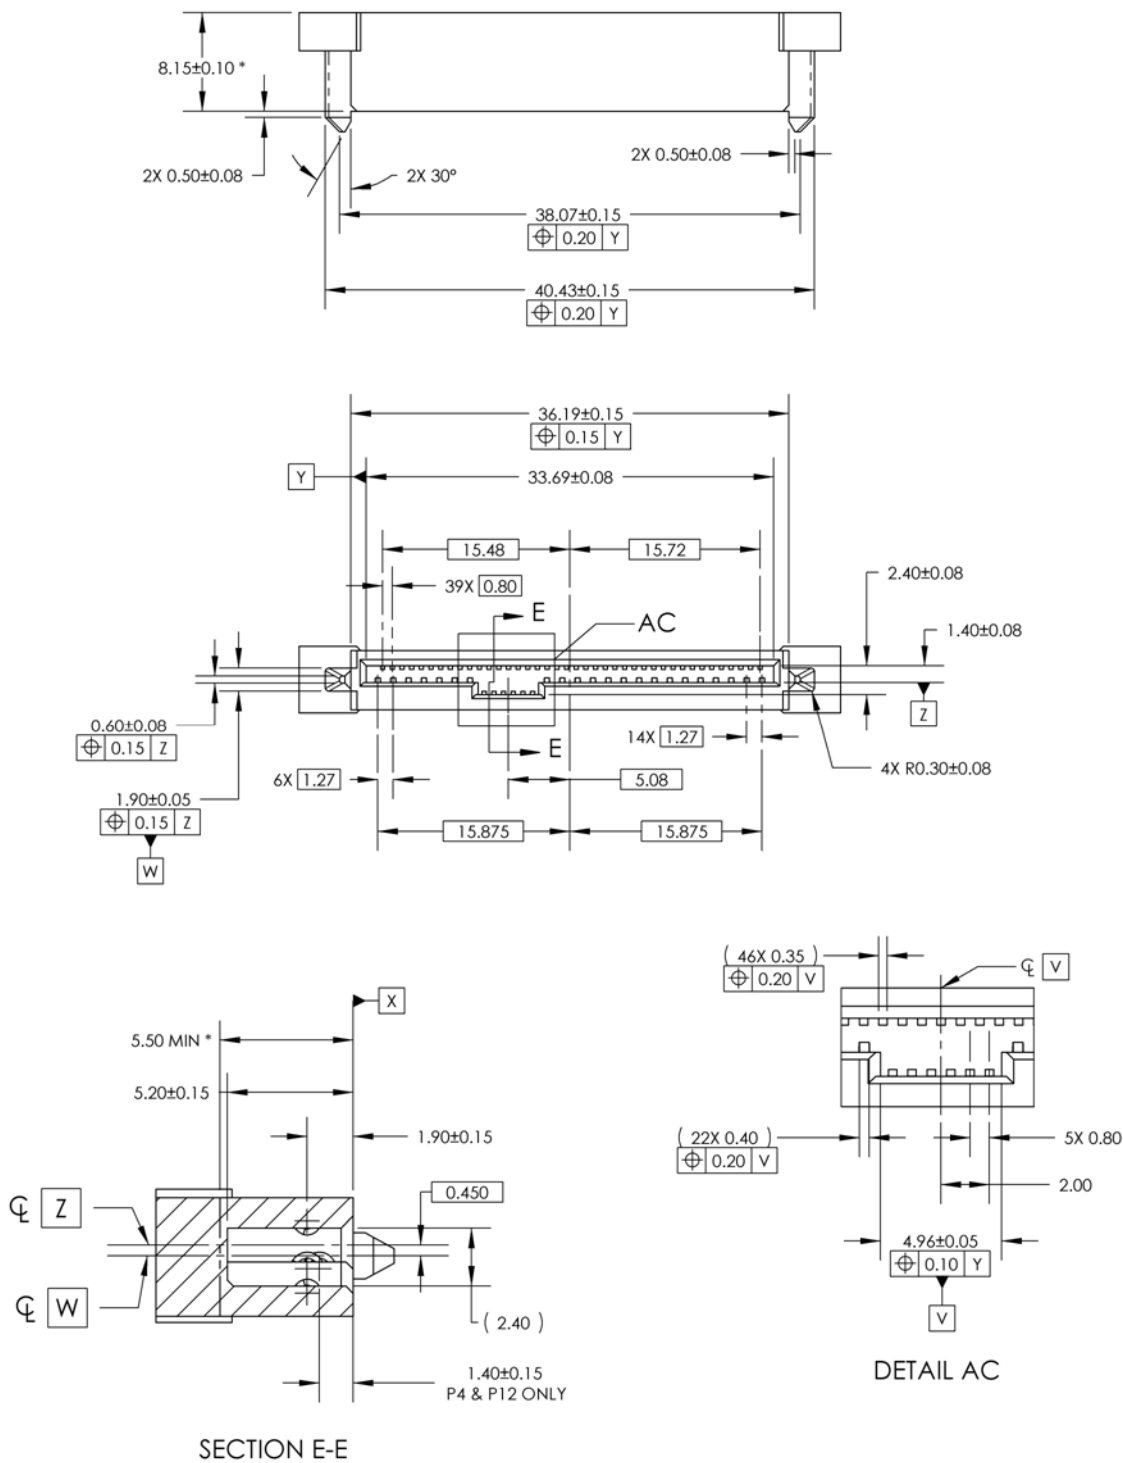 8.15±0.10 *
2X 0.50±0.08
2X 0.50±0.08
2X 30°
38.07±0.15
⌖ 0.20 Y
40.43±0.15
⌖ 0.20 Y
36.19±0.15
⌖ 0.15 Y
Y
33.69±0.08
15.48
15.72
2.40±0.08
39X 0.80
E
AC
1.40±0.08
Z
0.60±0.08
⌖ 0.15 Z
14X 1.27
E
4X R0.30±0.08
6X 1.27
5.08
1.90±0.05
⌖ 0.15 Z
W
15.875
15.875
( 46X 0.35 )
⌖ 0.20 V
℄ V
X
5.50 MIN *
5.20±0.15
1.90±0.15
( 22X 0.40 )
⌖ 0.20 V
5X 0.80
2.00
0.450
℄ Z
4.96±0.05
⌖ 0.10 Y
V
℄ W
( 2.40 )
1.40±0.15
P4 & P12 ONLY
DETAIL AC
SECTION E-E